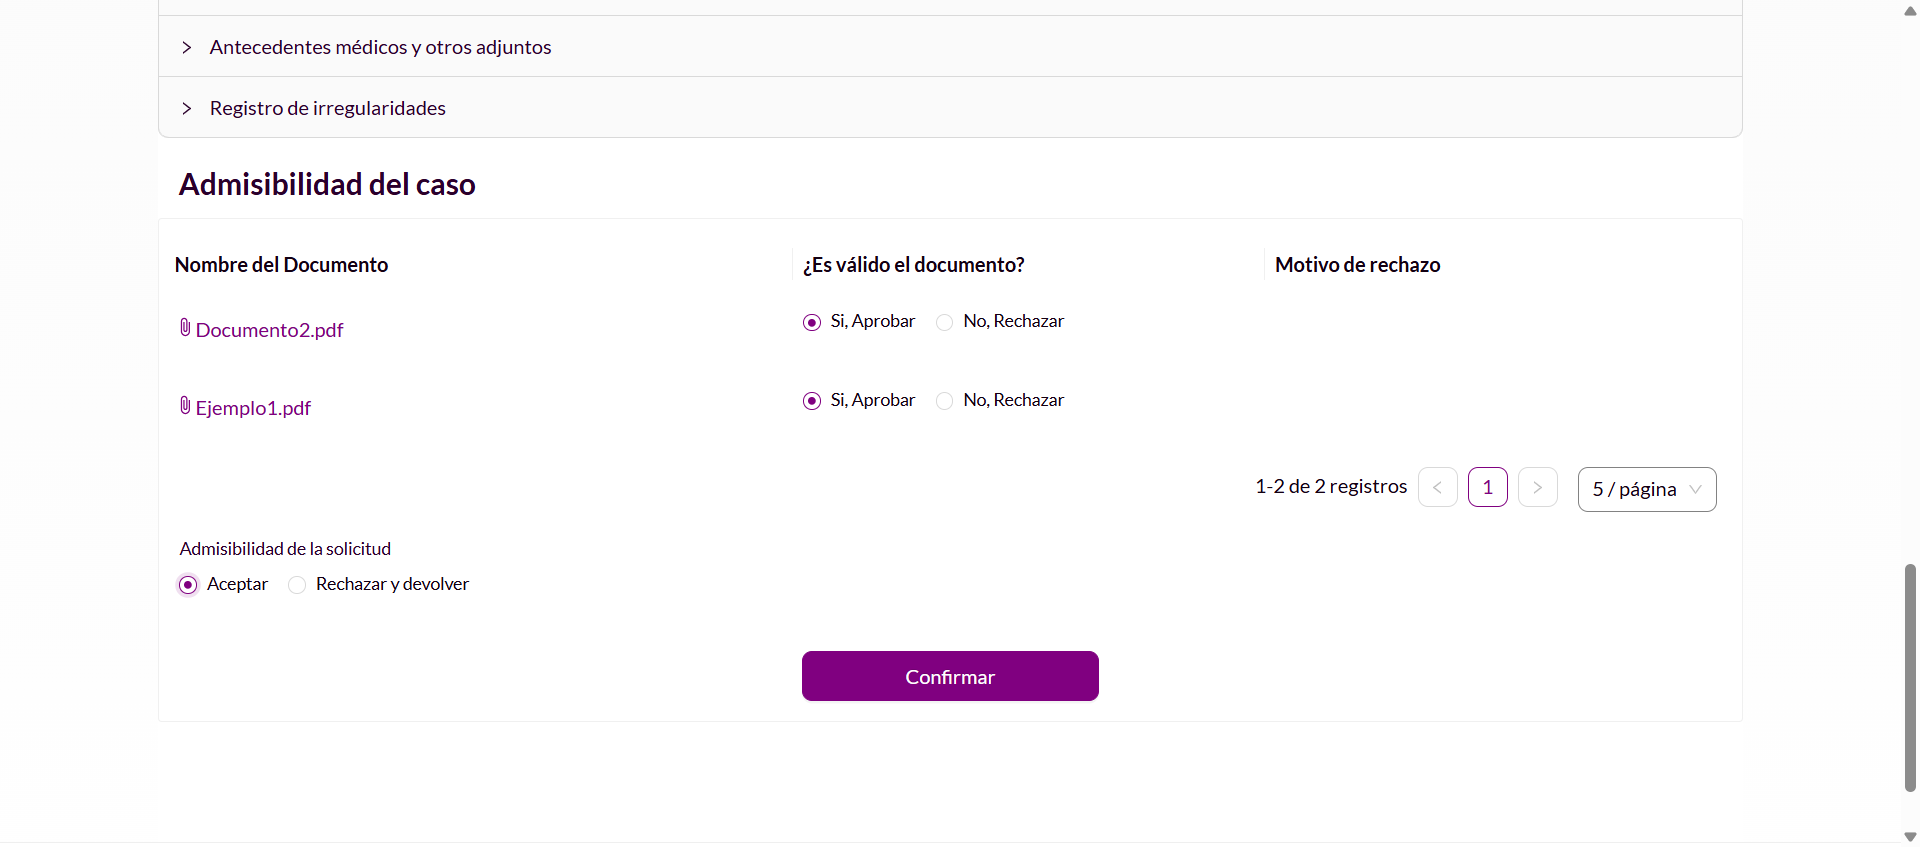 Antecedentes médicos y otros adjuntos
Registro de irregularidades
Admisibilidad del caso
Nombre del Documento ¿Es válido el documento? Motivo de rechazo
Documento2.pdf Si, Aprobar No, Rechazar
Ejemplo1.pdf Si, Aprobar No, Rechazar
1-2 de 2 registros < 1 > 5 / página
Admisibilidad de la solicitud
Aceptar Rechazar y devolver
Confirmar